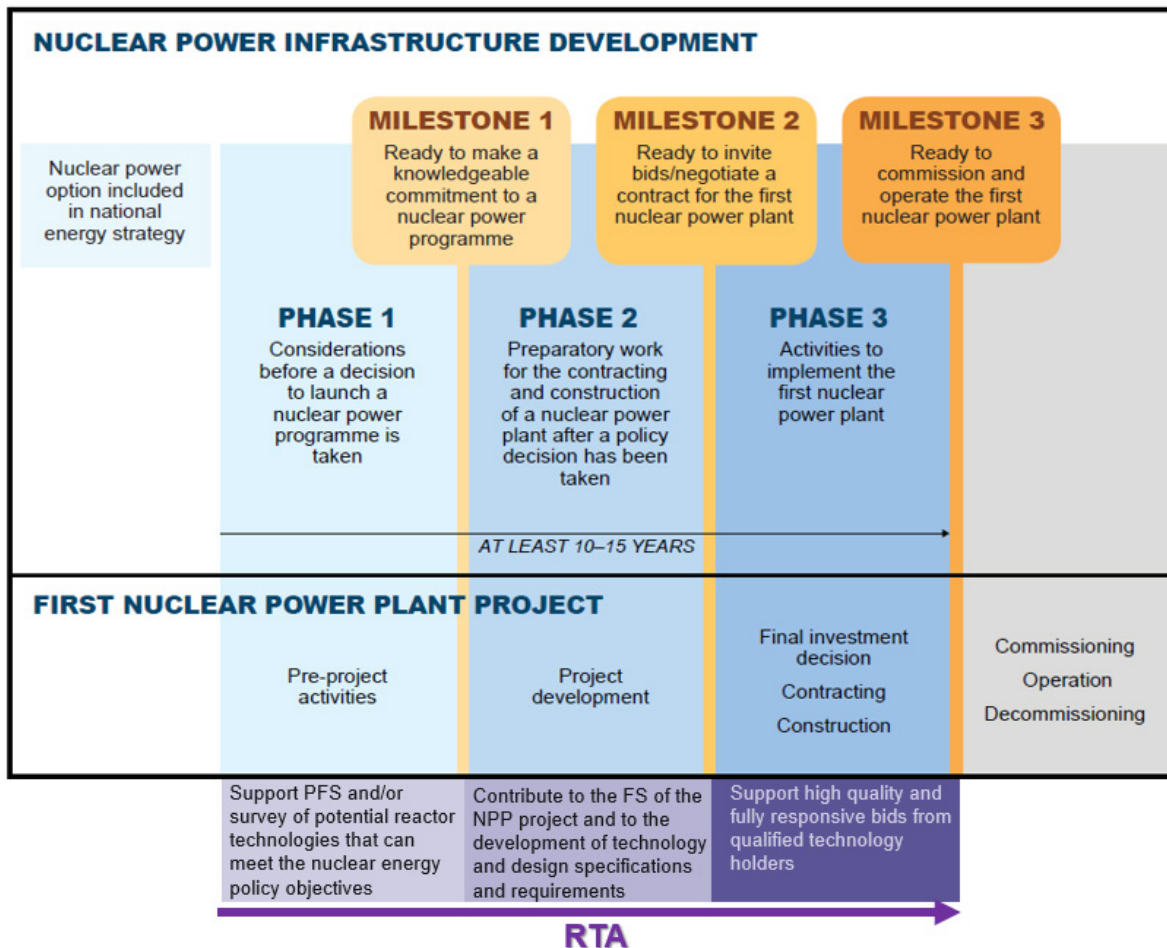 NUCLEAR POWER INFRASTRUCTURE DEVELOPMENT
Nuclear power
option included
in national
energy strategy
MILESTONE 1
Ready to make a
knowledgeable
commitment to a
nuclear power
programme
MILESTONE 2
Ready to invite
bids/negotiate a
contract for the first
nuclear power plant
MILESTONE 3
Ready to
commission and
operate the first
nuclear power plant
PHASE 1
Considerations
before a decision
to launch a
nuclear power
programme is
taken
PHASE 2
Preparatory work
for the contracting
and construction
of a nuclear power
plant after a policy
decision has been
taken
PHASE 3
Activities to
implement the
first nuclear
power plant
AT LEAST 10–15 YEARS
FIRST NUCLEAR POWER PLANT PROJECT
Pre-project
activities
Project
development
Final investment
decision
Contracting
Construction
Commissioning
Operation
Decommissioning
Support PFS and/or
survey of potential reactor
technologies that can
meet the nuclear energy
policy objectives
Contribute to the FS of the
NPP project and to the
development of technology
and design specifications
and requirements
Support high quality and
fully responsive bids from
qualified technology
holders
RTA